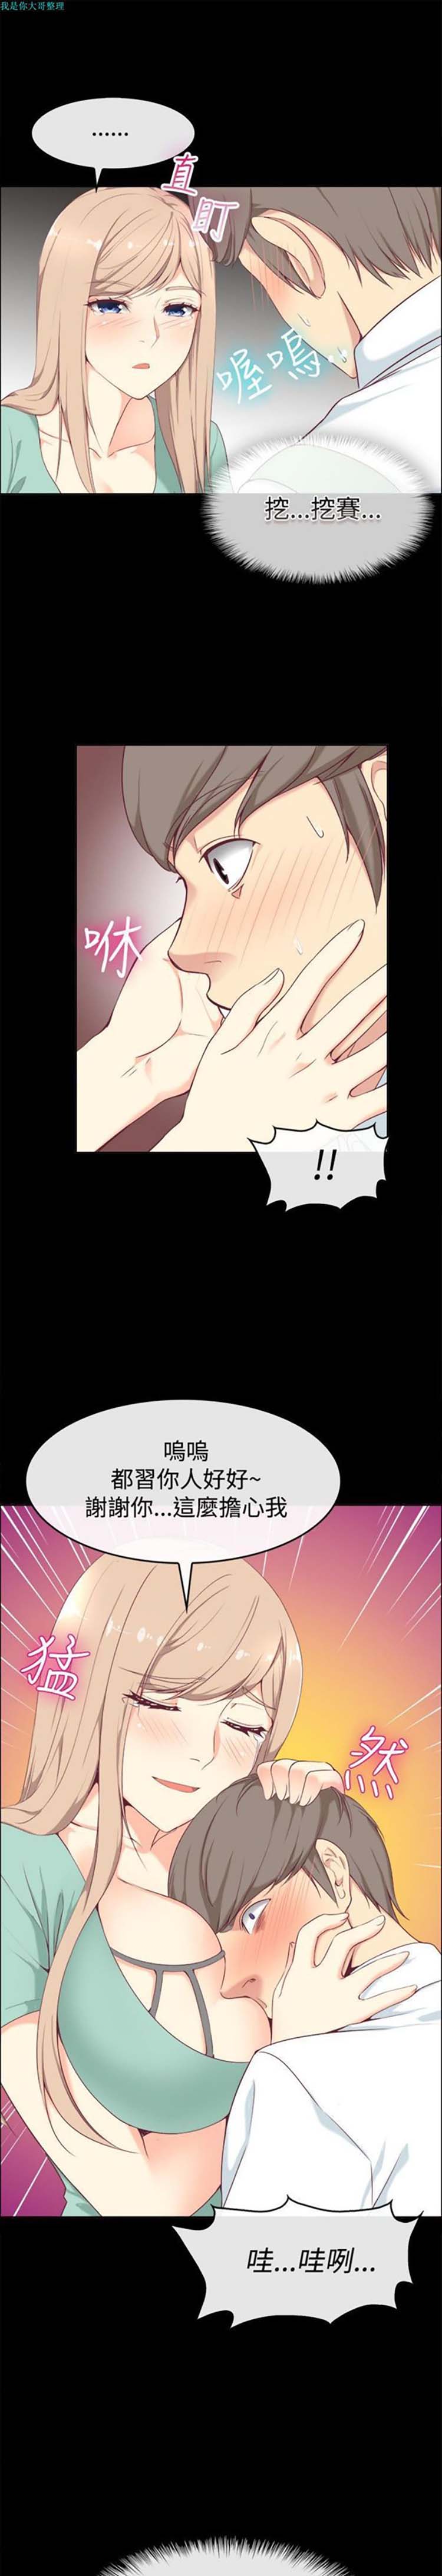 我是你大哥整理
......
直
盯
喔嗚..
挖...挖賽...
咻
!!
嗚嗚
都習你人好好~
謝謝你...這麼擔心我
猛
然
哇...哇咧...